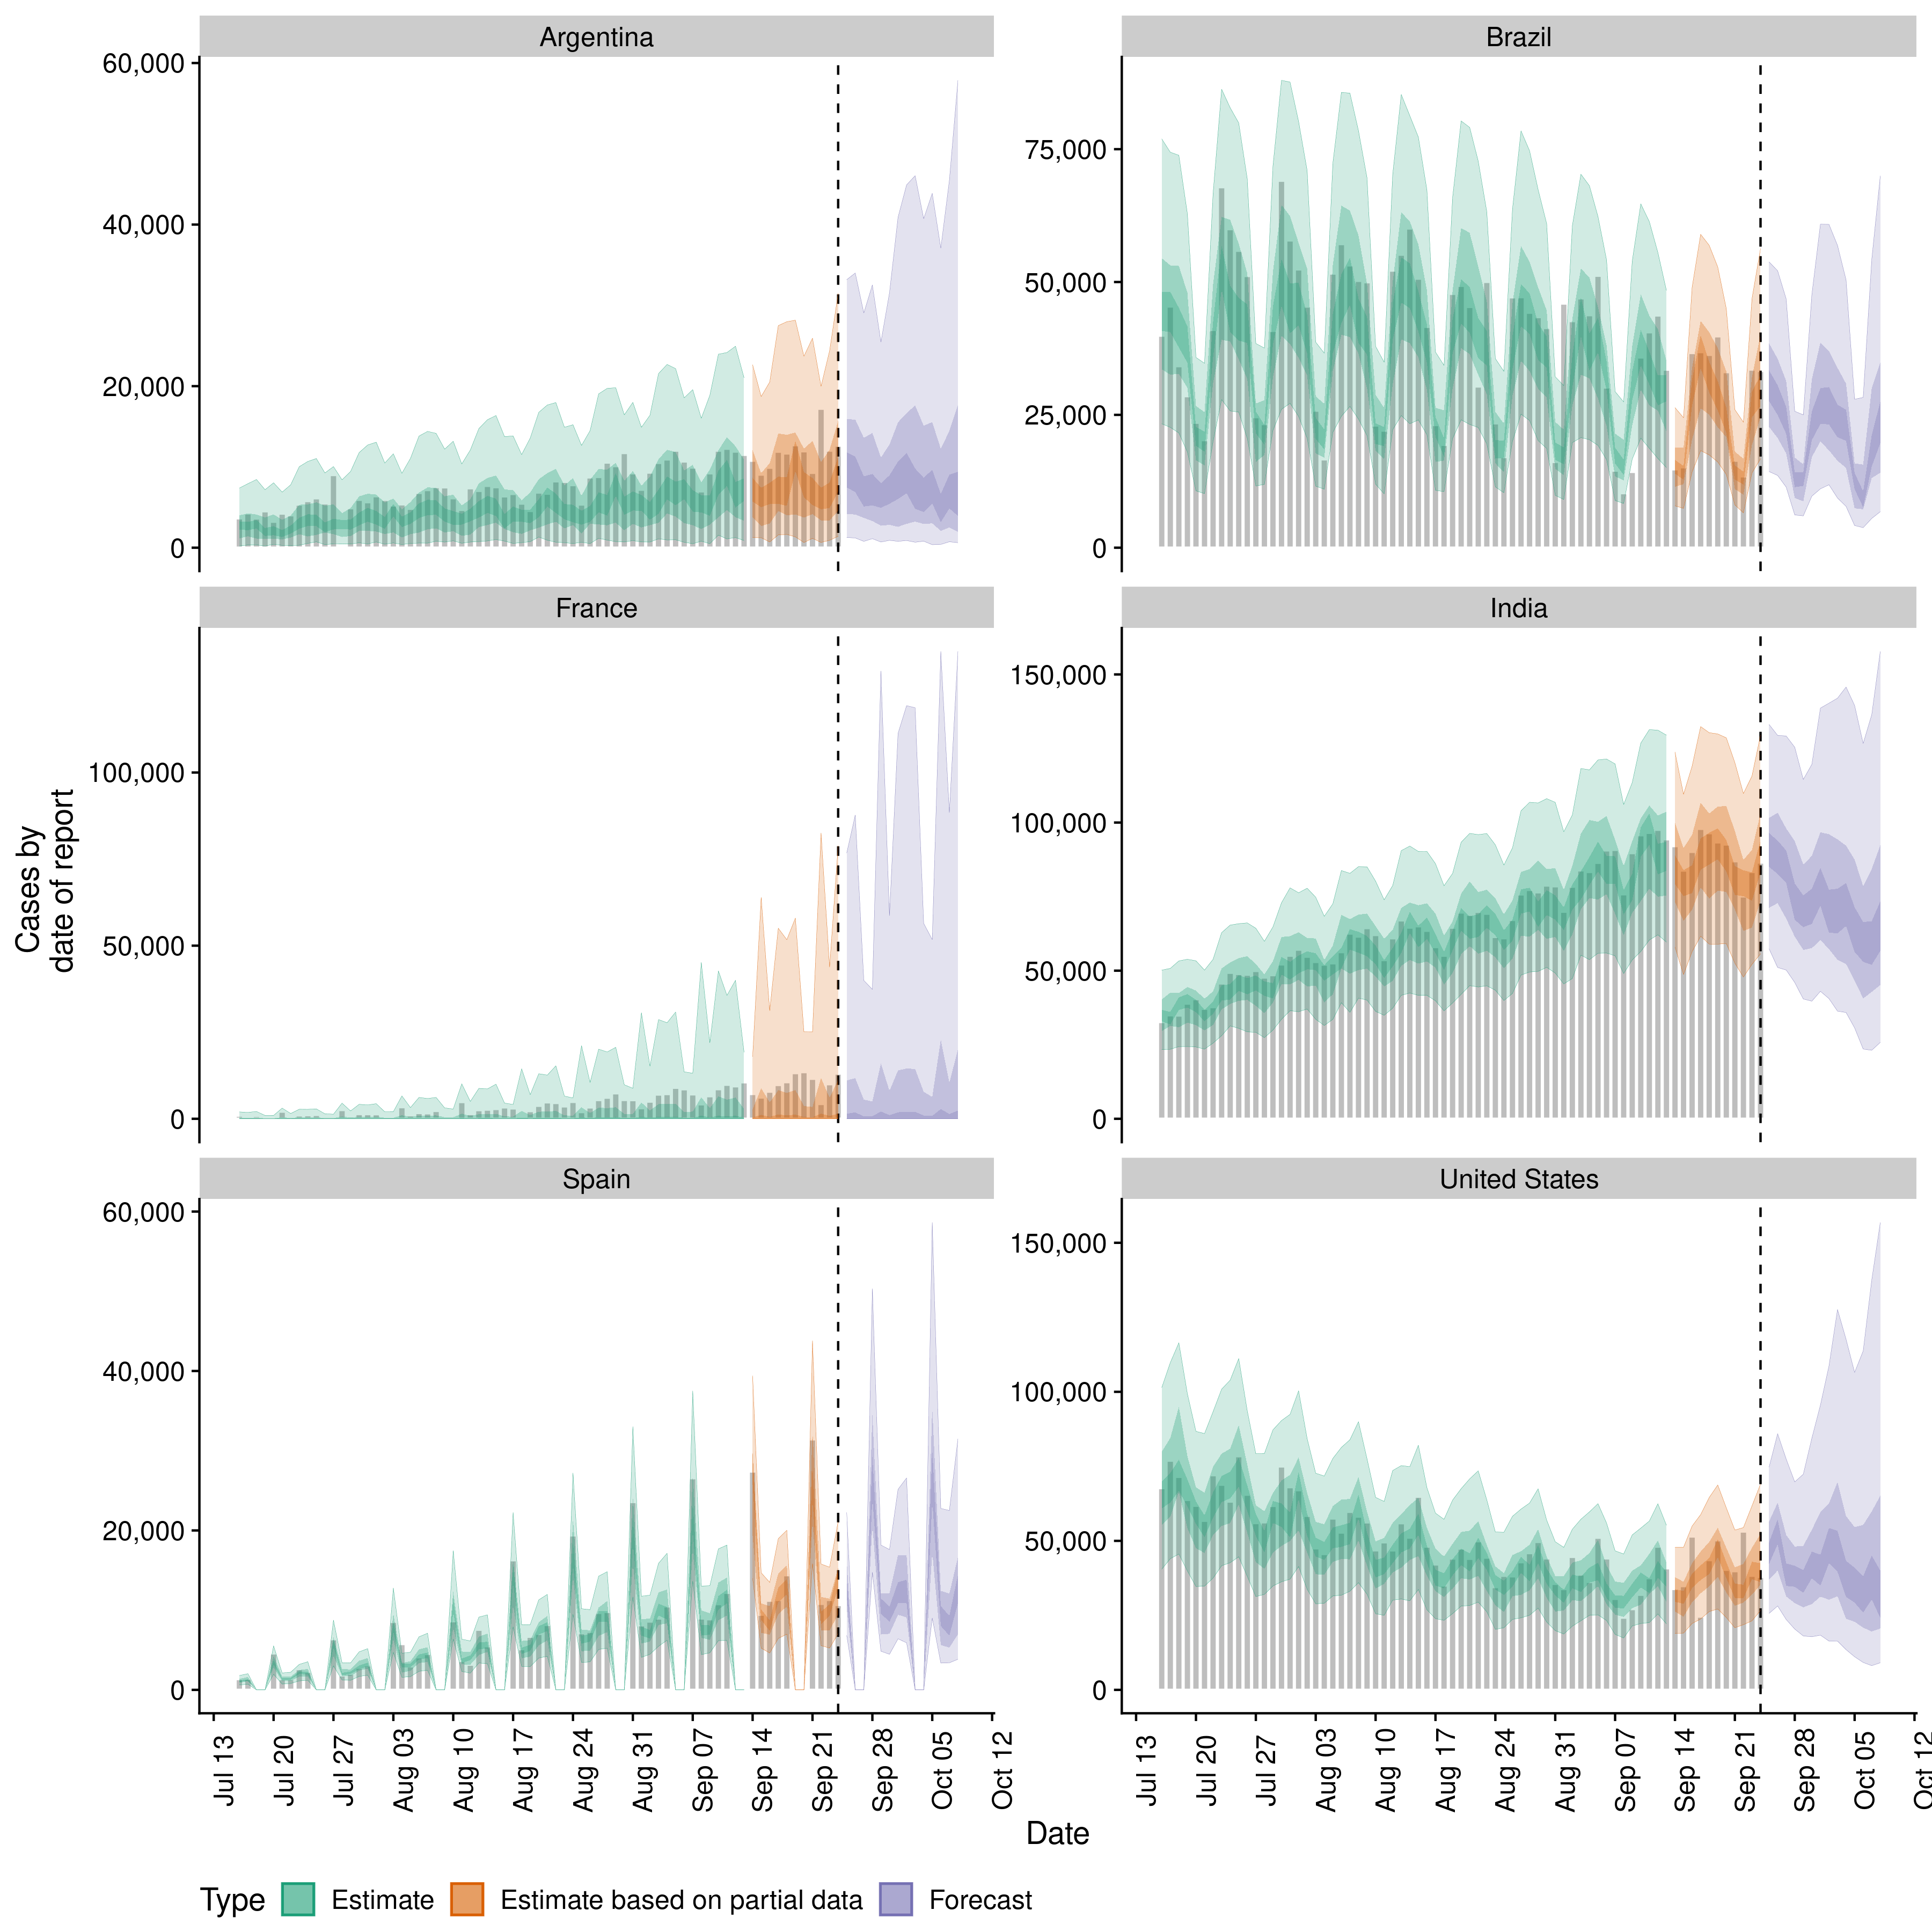 Argentina
Brazil
60,000
40,000
20,000
0
75,000
50,000
25,000
0
France
India
100,000
50,000
0
150,000
100,000
50,000
0
Cases by
date of report
Spain
United States
60,000
40,000
20,000
0
150,000
100,000
50,000
0
Jul 13
Jul 20
Jul 27
Aug 03
Aug 10
Aug 17
Aug 24
Aug 31
Sep 07
Sep 14
Sep 21
Sep 28
Oct 05
Oct 12
Jul 13
Jul 20
Jul 27
Aug 03
Aug 10
Aug 17
Aug 24
Aug 31
Sep 07
Sep 14
Sep 21
Sep 28
Oct 05
Oct 12
Date
Type Estimate Estimate based on partial data Forecast